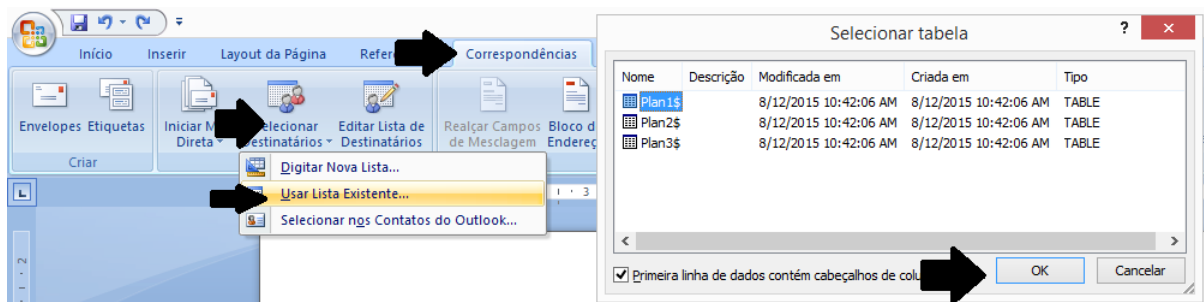 Início Inserir Layout da Página Refer Correspondências
Envelopes Etiquetas
Criar
Iniciar M
Direta
elecionar
Destinatários
Editar Lista de
Destinatários
Realçar Campos
de Mesclagem
Bloco d
Endereç
Digitar Nova Lista...
Usar Lista Existente...
Selecionar nos Contatos do Outlook...
L
3
2
Selecionar tabela
Nome Descrição Modificada em Criada em Tipo
Plan1$ 8/12/2015 10:42:06 AM 8/12/2015 10:42:06 AM TABLE
Plan2$ 8/12/2015 10:42:06 AM 8/12/2015 10:42:06 AM TABLE
Plan3$ 8/12/2015 10:42:06 AM 8/12/2015 10:42:06 AM TABLE
Primeira linha de dados contém cabeçalhos de colu
OK Cancelar